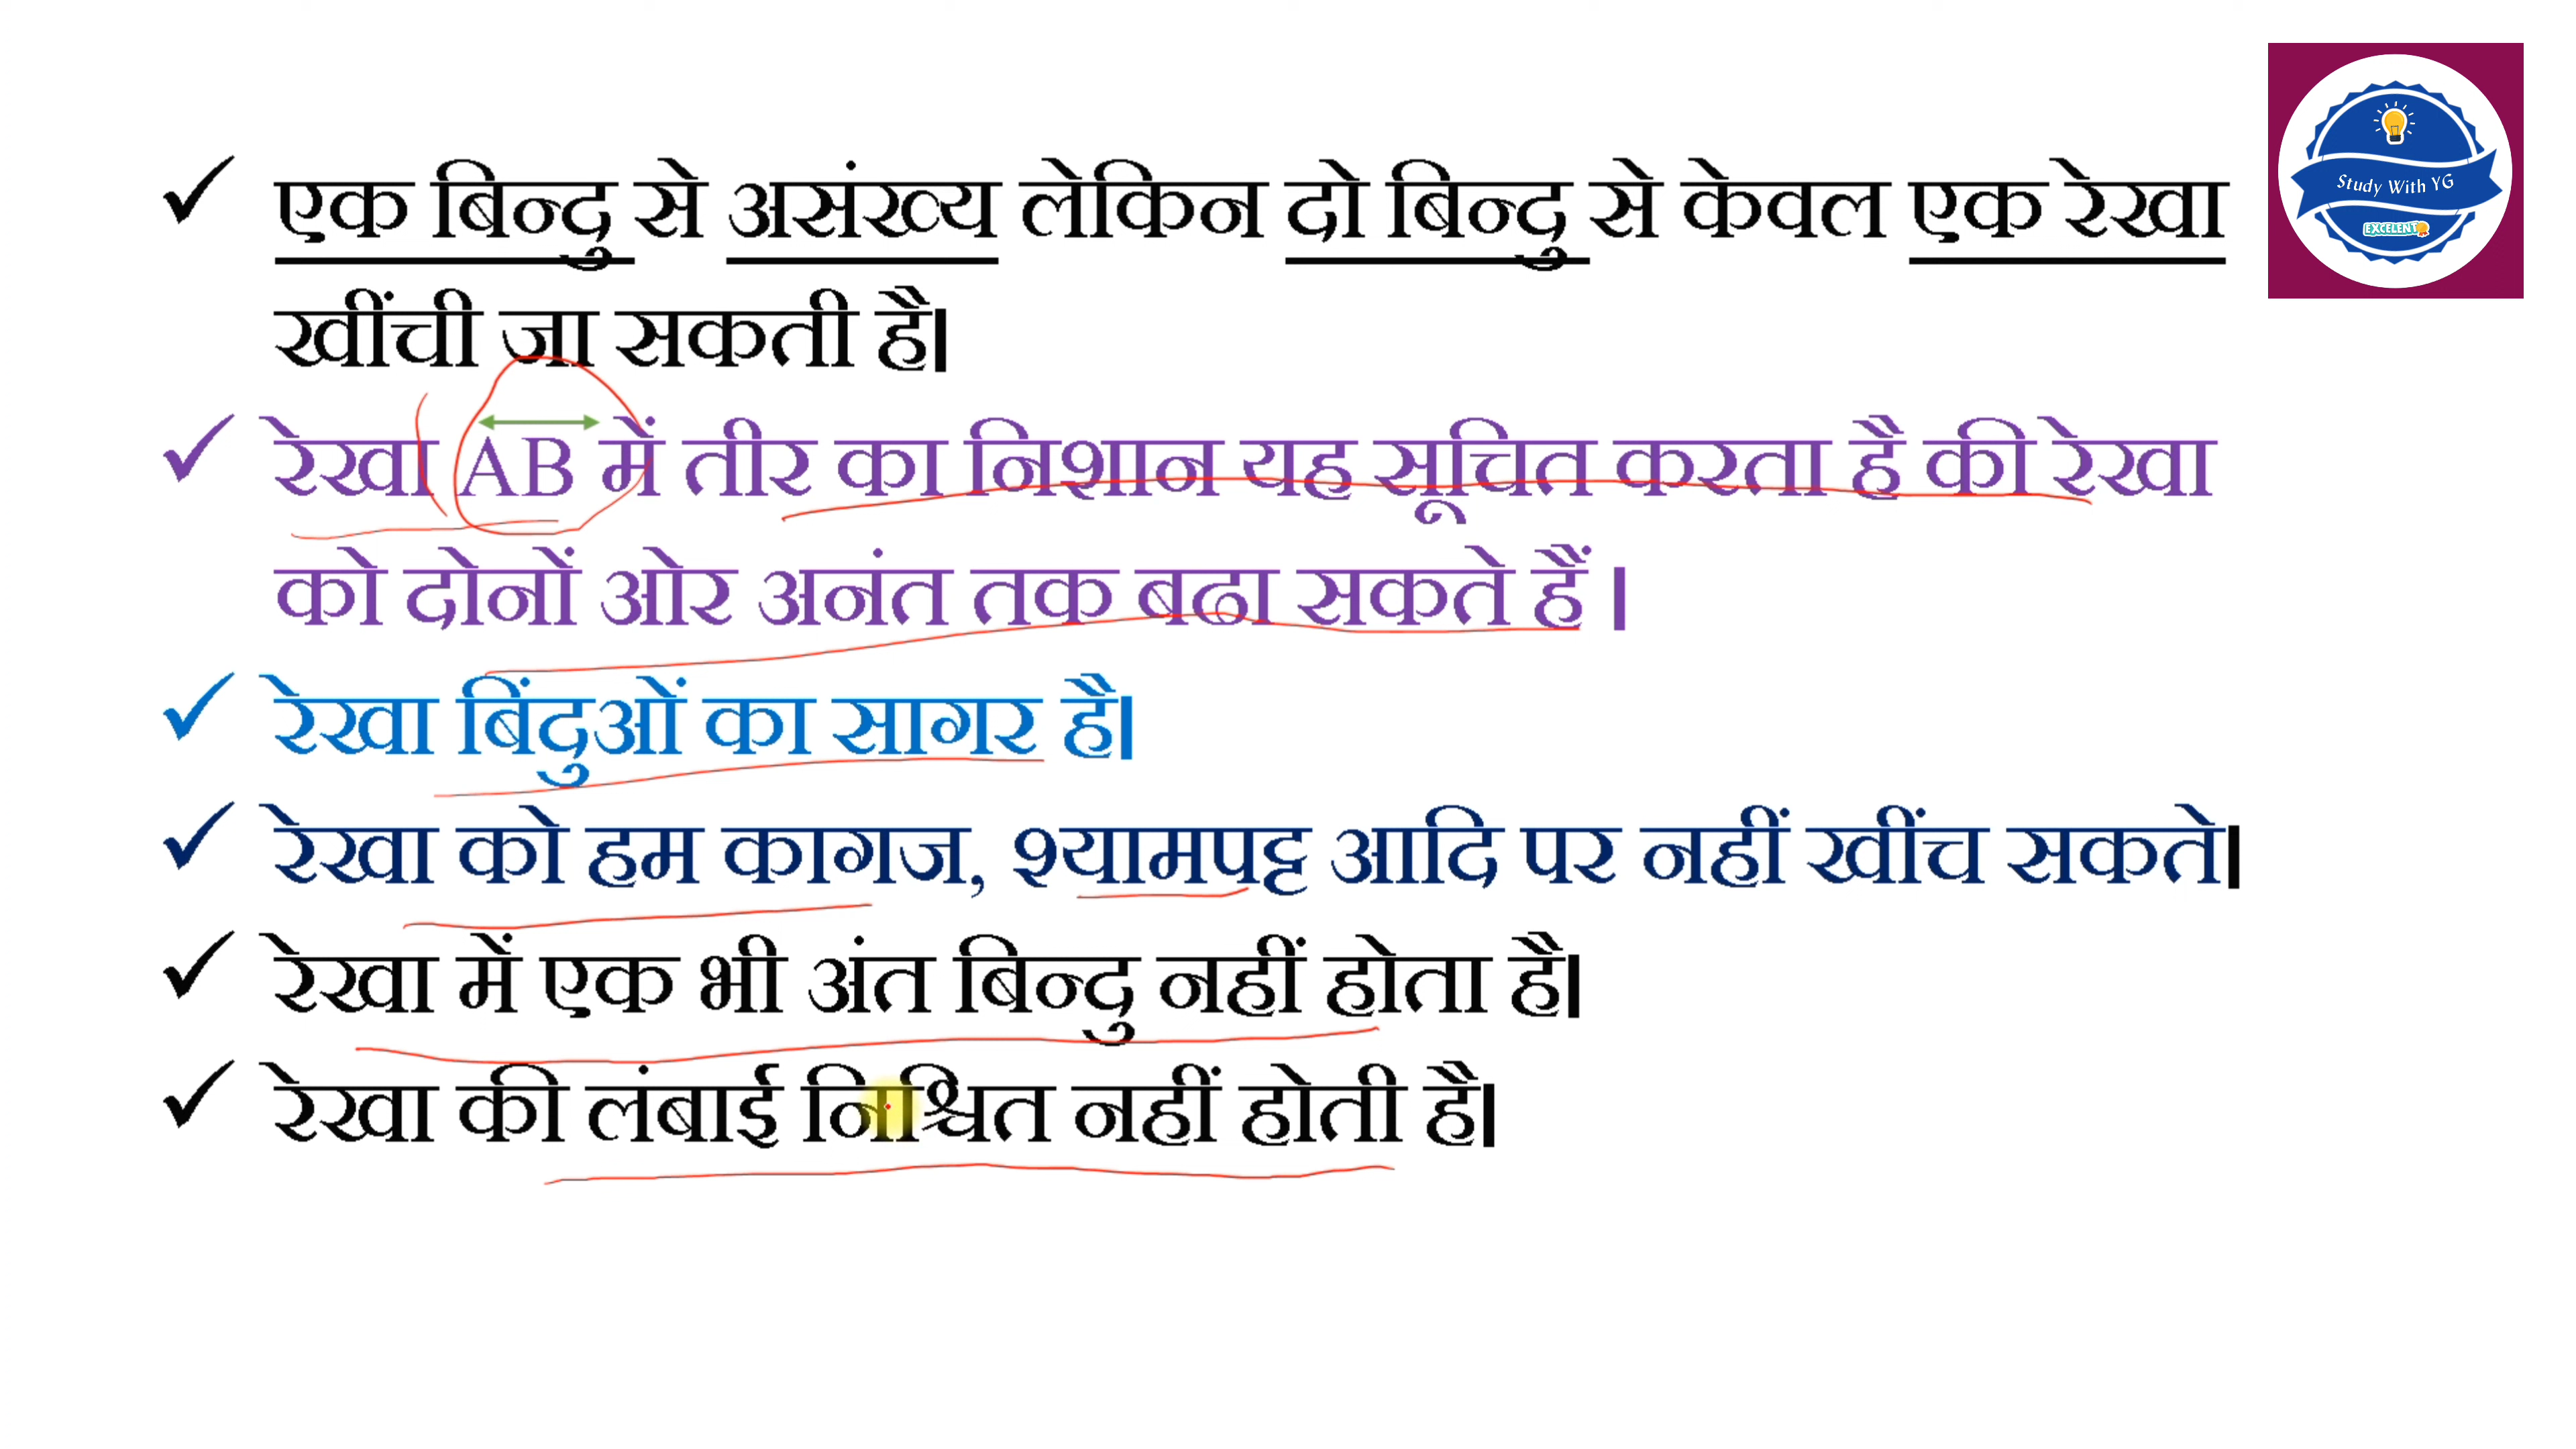 एक बिन्दु से असंख्य लेकिन दो बिन्दु से केवल एक रेखा
खींची जा सकती है।
रेखा AB में तीर का निशान यह सूचित करता है की रेखा
को दोनों ओर अनंत तक बढा सकते हैं ।
रेखा बिंदुओं का सागर है।
रेखा को हम कागज, श्यामपट्ट आदि पर नहीं खींच सकते।
रेखा में एक भी अंत बिन्दु नहीं होता है।
रेखा की लंबाई निश्चित नहीं होती है।
Study With YG
EXCELENT